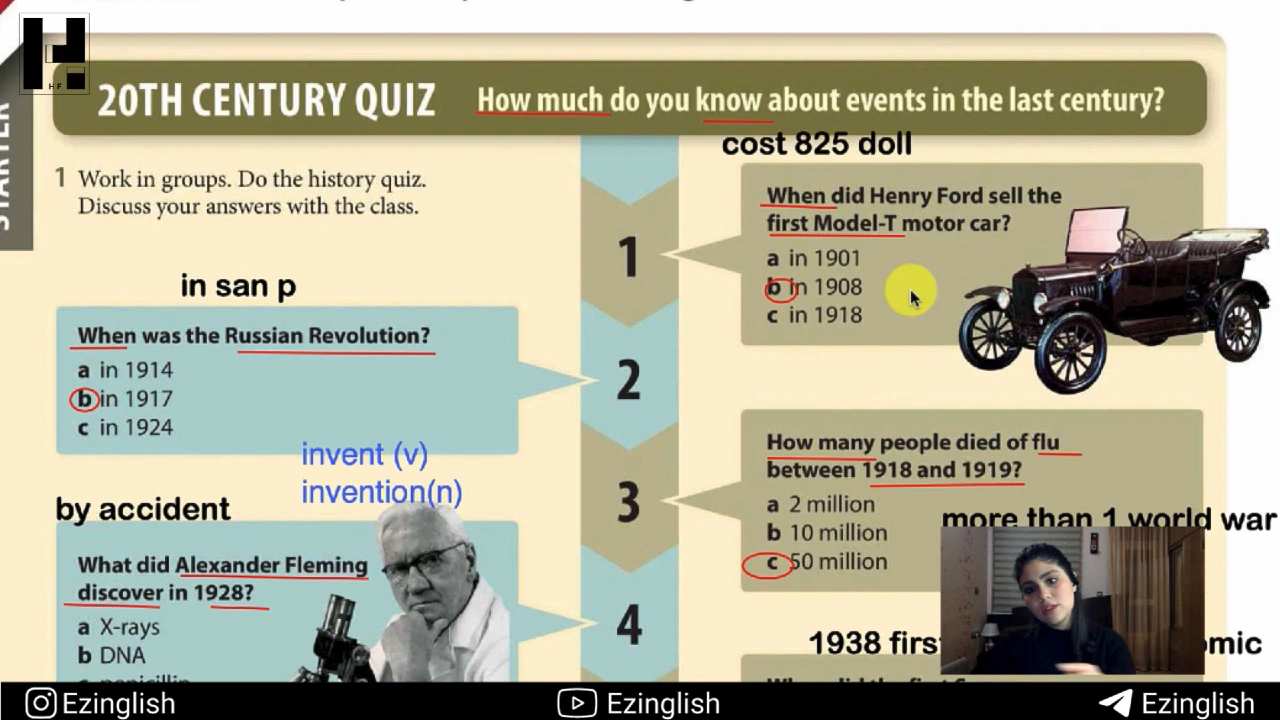 HF
STARTER
20TH CENTURY QUIZ How much do you know about events in the last century?
1 Work in groups. Do the history quiz.
Discuss your answers with the class.
cost 825 doll
1
When did Henry Ford sell the
first Model-T motor car?
a in 1901
b in 1908
c in 1918
in san p
2
When was the Russian Revolution?
a in 1914
b in 1917
c in 1924
invent (v)
invention(n)
3
How many people died of flu
between 1918 and 1919?
a 2 million
b 10 million
c 50 million
more than 1 world war
by accident
4
What did Alexander Fleming
discover in 1928?
a X-rays
b DNA
c penicillin
1938
Ezinglish
Ezinglish
Ezinglish